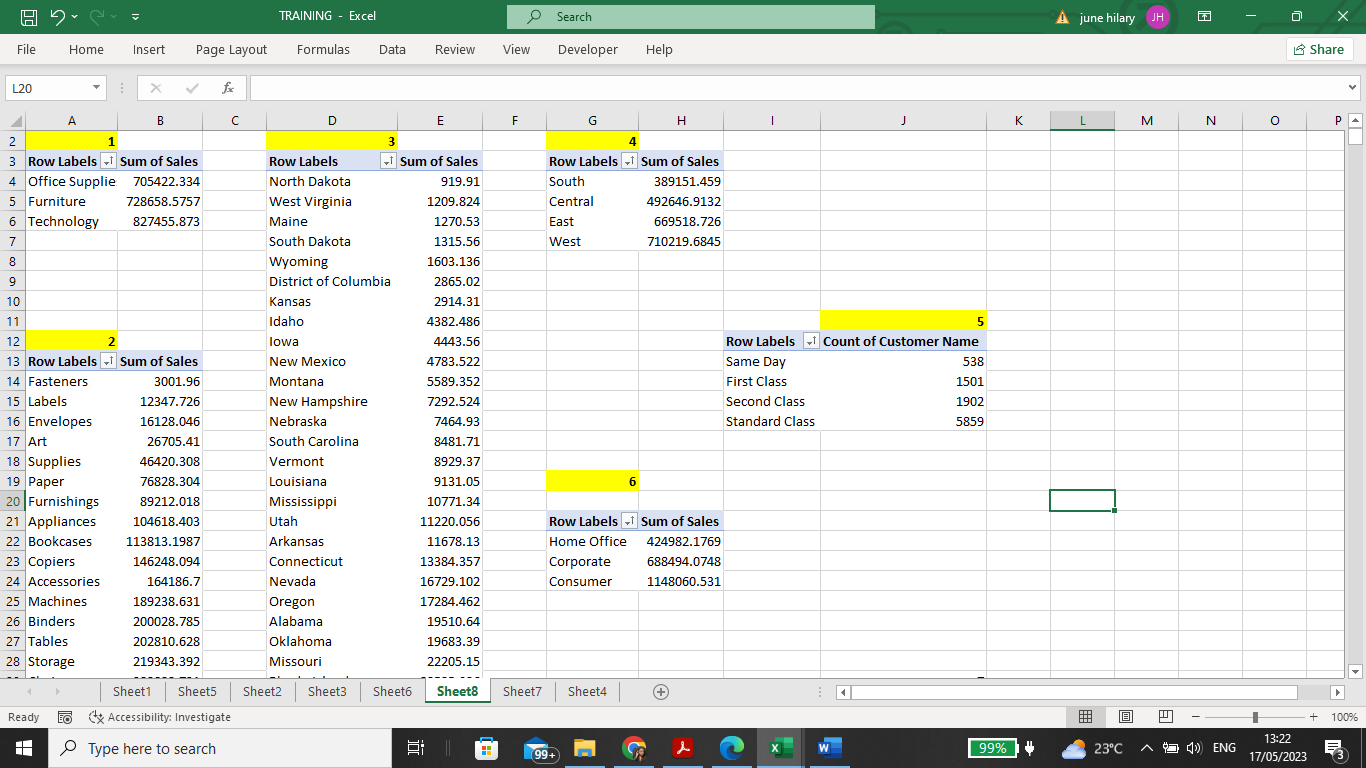 TRAINING - Excel
Search
june hilary
JH
File Home Insert Page Layout Formulas Data Review View Developer Help
Share
L20
fx
A B C D E F G H I J K L M N O P
2 1 3 4
3 Row Labels Sum of Sales Row Labels Sum of Sales Row Labels Sum of Sales
4 Office Supplie 705422.334 North Dakota 919.91 South 389151.459
5 Furniture 728658.5757 West Virginia 1209.824 Central 492646.9132
6 Technology 827455.873 Maine 1270.53 East 669518.726
7 South Dakota 1315.56 West 710219.6845
8 Wyoming 1603.136
9 District of Columbia 2865.02
10 Kansas 2914.31
11 Idaho 4382.486 5
12 2 Iowa 4443.56 Row Labels Count of Customer Name
13 Row Labels Sum of Sales New Mexico 4783.522 Same Day 538
14 Fasteners 3001.96 Montana 5589.352 First Class 1501
15 Labels 12347.726 New Hampshire 7292.524 Second Class 1902
16 Envelopes 16128.046 Nebraska 7464.93 Standard Class 5859
17 Art 26705.41 South Carolina 8481.71
18 Supplies 46420.308 Vermont 8929.37
19 Paper 76828.304 Louisiana 9131.05 6
20 Furnishings 89212.018 Mississippi 10771.34
21 Appliances 104618.403 Utah 11220.056 Row Labels Sum of Sales
22 Bookcases 113813.1987 Arkansas 11678.13 Home Office 424982.1769
23 Copiers 146248.094 Connecticut 13384.357 Corporate 688494.0748
24 Accessories 164186.7 Nevada 16729.102 Consumer 1148060.531
25 Machines 189238.631 Oregon 17284.462
26 Binders 200028.785 Alabama 19510.64
27 Tables 202810.628 Oklahoma 19683.39
28 Storage 219343.392 Missouri 22205.15
Sheet1 Sheet5 Sheet2 Sheet3 Sheet6 Sheet8 Sheet7 Sheet4
Ready Accessibility: Investigate 100%
Type here to search
99+
99%
23°C
ENG
13:22
17/05/2023
3